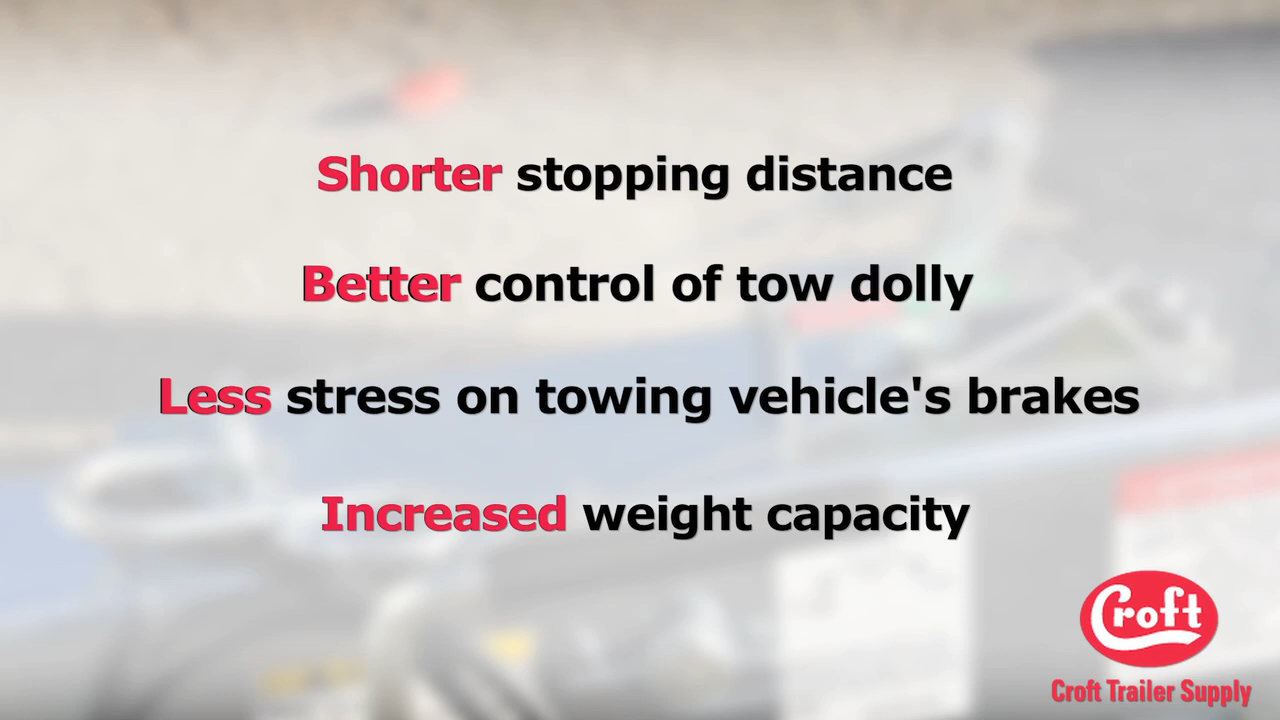 Shorter stopping distance
Better control of tow dolly
Less stress on towing vehicle's brakes
Increased weight capacity
Croft
Croft Trailer Supply